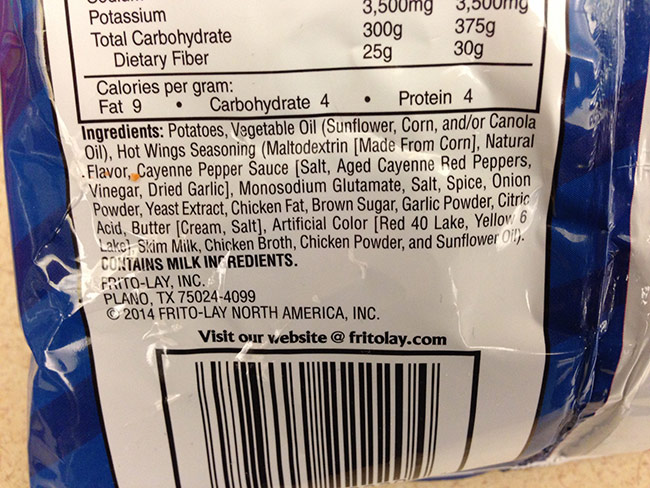 Potassium 3,500mg 3,500mg
Total Carbohydrate 300g 375g
Dietary Fiber 25g 30g
Calories per gram:
Fat 9 • Carbohydrate 4 • Protein 4
Ingredients: Potatoes, Vegetable Oil (Sunflower, Corn, and/or Canola
Oil), Hot Wings Seasoning (Maltodextrin [Made From Corn], Natural
Flavor, Cayenne Pepper Sauce [Salt, Aged Cayenne Red Peppers,
Vinegar, Dried Garlic], Monosodium Glutamate, Salt, Spice, Onion
Powder, Yeast Extract, Chicken Fat, Brown Sugar, Garlic Powder, Citric
Acid, Butter [Cream, Salt], Artificial Color [Red 40 Lake, Yellow 6
Lake], Skim Milk, Chicken Broth, Chicken Powder, and Sunflower Oil).
CONTAINS MILK INGREDIENTS.
FRITO-LAY, INC.
PLANO, TX 75024-4099
© 2014 FRITO-LAY NORTH AMERICA, INC.
Visit our website @ fritolay.com